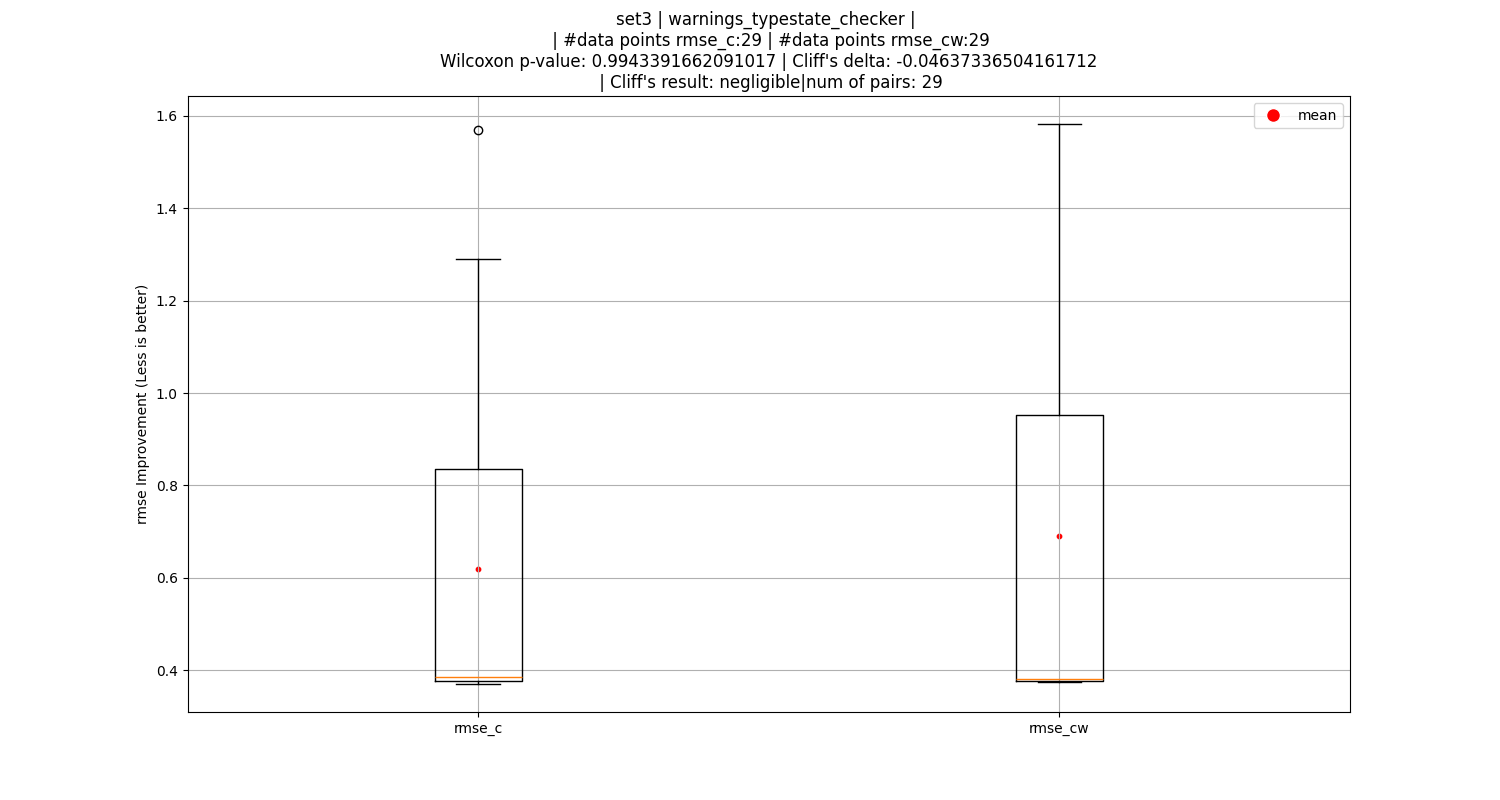 set3 | warnings_typestate_checker |
| #data points rmse_c:29 | #data points rmse_cw:29
Wilcoxon p-value: 0.9943391662091017 | Cliff's delta: -0.04637336504161712
| Cliff's result: negligible|num of pairs: 29
mean
rmse Improvement (Less is better)
1.6
1.4
1.2
1.0
0.8
0.6
0.4
rmse_c
rmse_cw